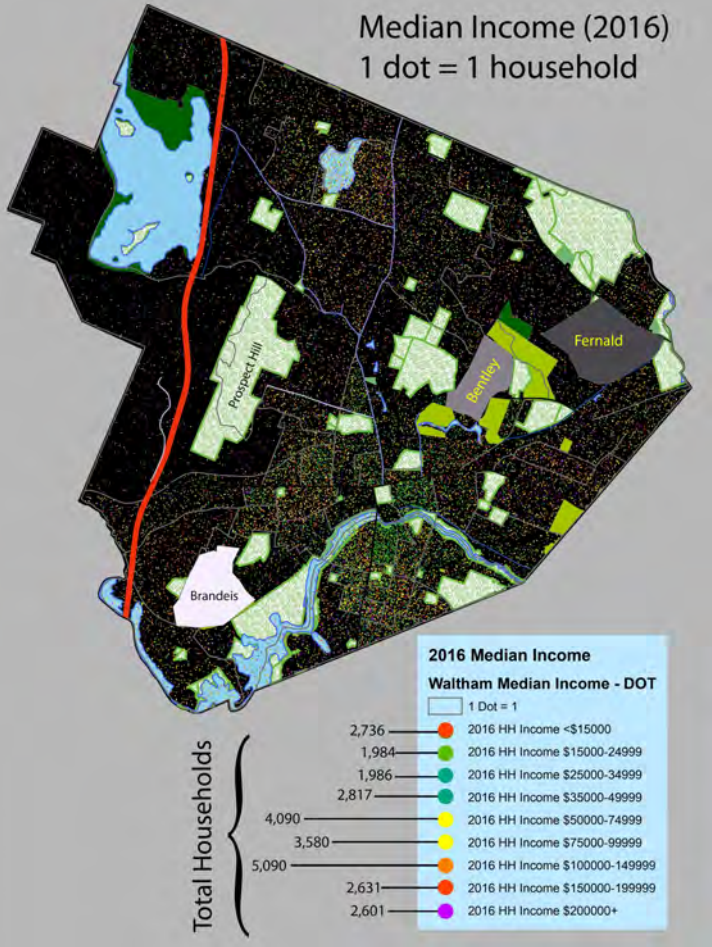 Median Income (2016)
1 dot = 1 household
Prospect Hill
Bentley
Fernald
Brandeis
2016 Median Income
Waltham Median Income - DOT
1 Dot = 1
Total Households
2,736 2016 HH Income <$15000
1,984 2016 HH Income $15000-24999
1,986 2016 HH Income $25000-34999
2,817 2016 HH Income $35000-49999
4,090 2016 HH Income $50000-74999
3,580 2016 HH Income $75000-99999
5,090 2016 HH Income $100000-149999
2,631 2016 HH Income $150000-199999
2,601 2016 HH Income $200000+